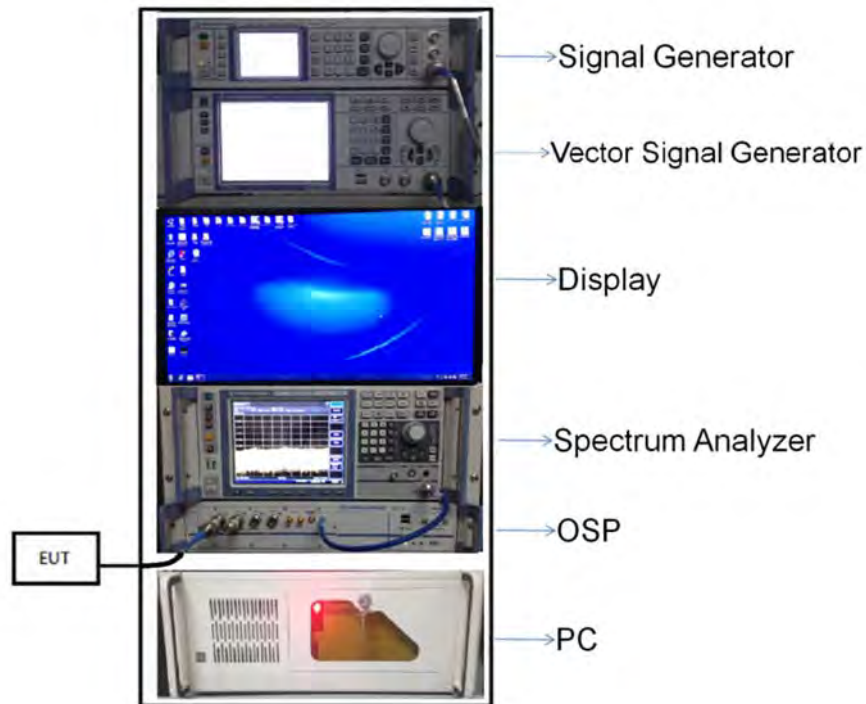 Signal Generator
Vector Signal Generator
Display
Spectrum Analyzer
OSP
EUT
PC